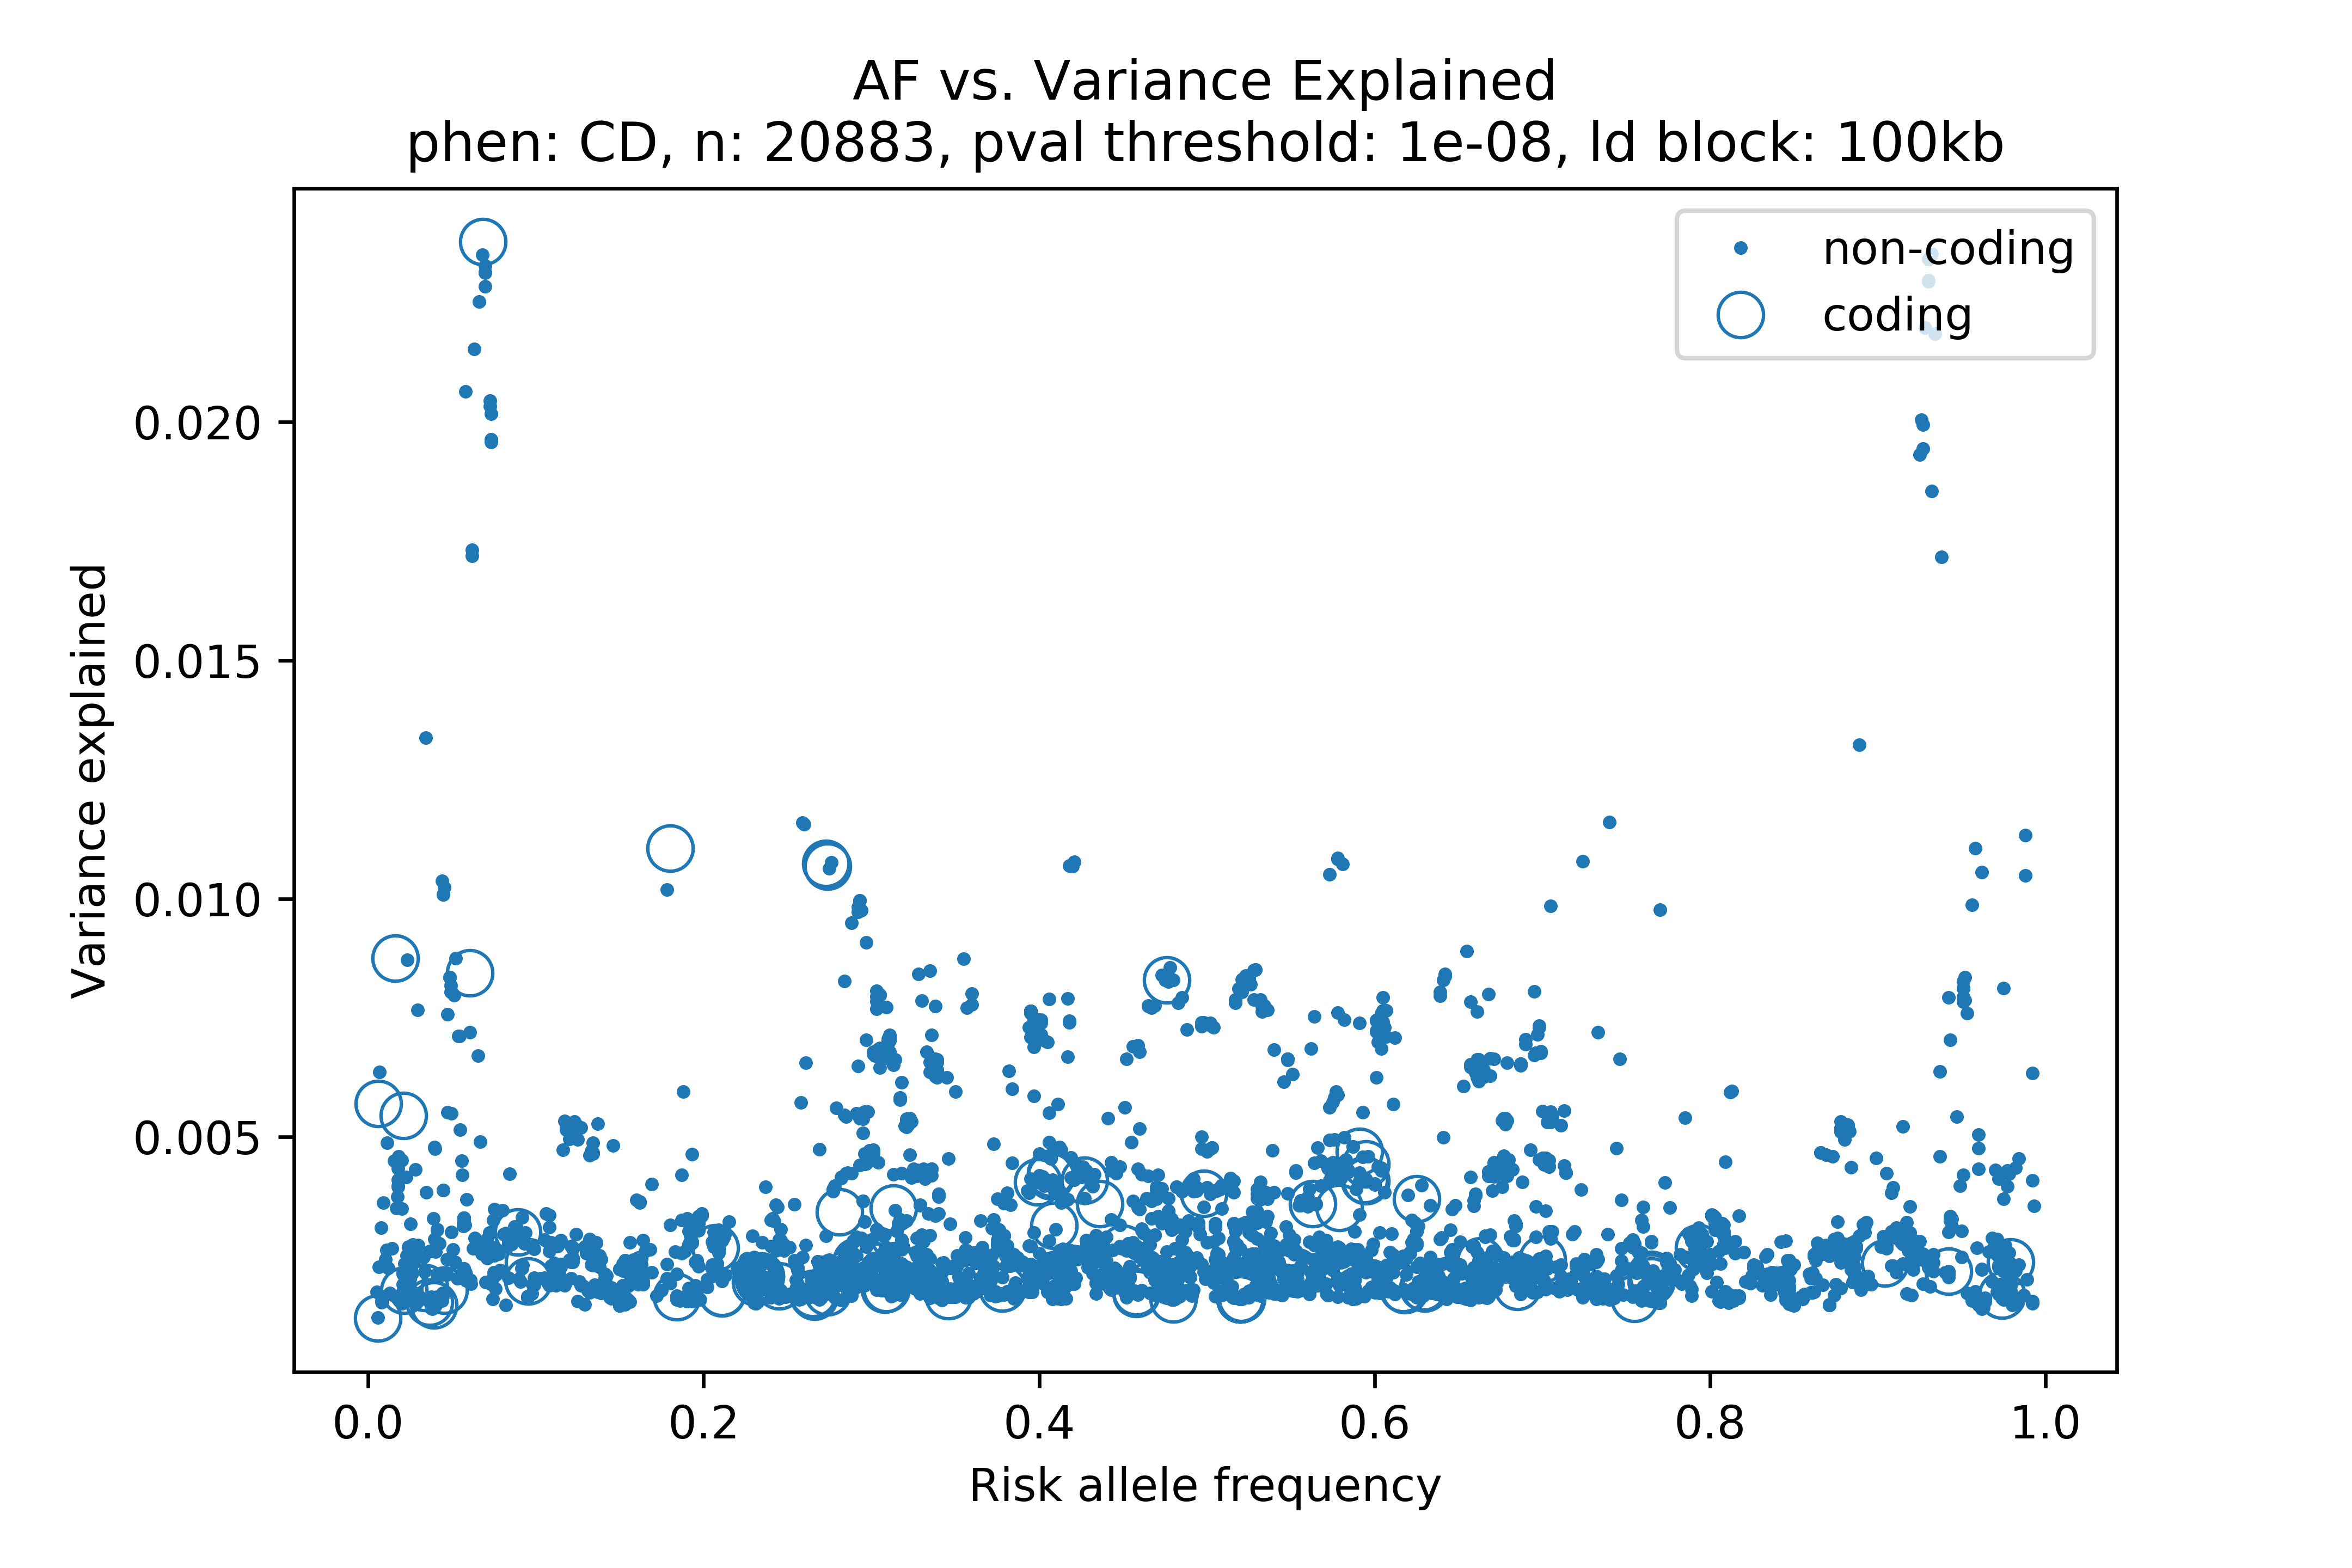 AF vs. Variance Explained
phen: CD, n: 20883, pval threshold: 1e-08, ld block: 100kb
non-coding
coding
Variance explained
0.020
0.015
0.010
0.005
0.0 0.2 0.4 0.6 0.8 1.0
Risk allele frequency